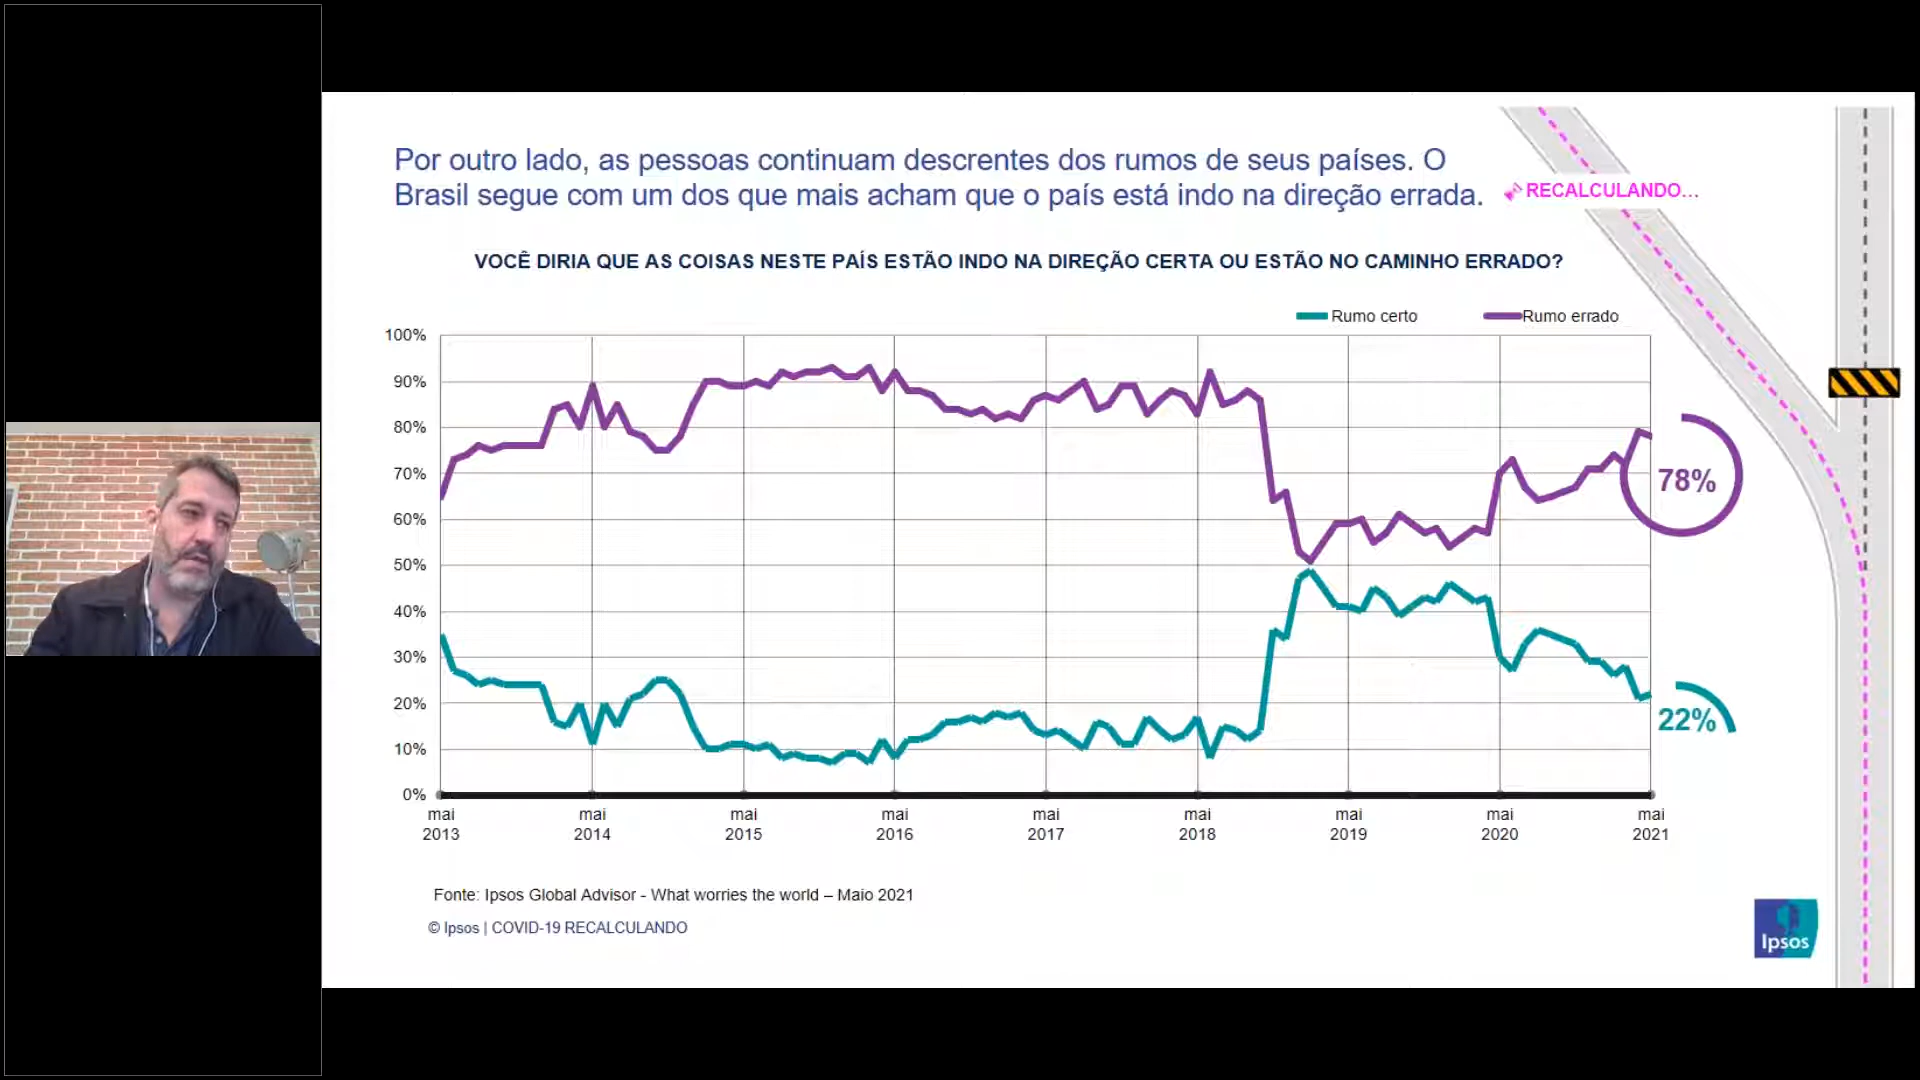 Por outro lado, as pessoas continuam descrentes dos rumos de seus países. O
Brasil segue com um dos que mais acham que o país está indo na direção errada.
RECALCULANDO...
VOCÊ DIRIA QUE AS COISAS NESTE PAÍS ESTÃO INDO NA DIREÇÃO CERTA OU ESTÃO NO CAMINHO ERRADO?
Rumo certo
Rumo errado
100%
90%
80%
70%
60%
50%
40%
30%
20%
10%
0%
78%
22%
mai 2013
mai 2014
mai 2015
mai 2016
mai 2017
mai 2018
mai 2019
mai 2020
mai 2021
Fonte: Ipsos Global Advisor - What worries the world – Maio 2021
© Ipsos | COVID-19 RECALCULANDO
Ipsos